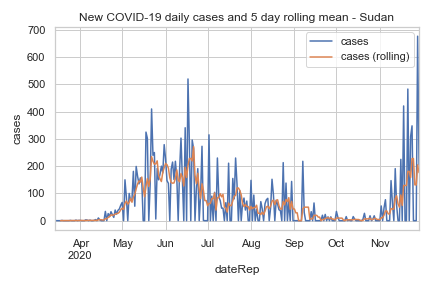 New COVID-19 daily cases and 5 day rolling mean - Sudan
cases
cases (rolling)
700
600
500
400
300
200
100
0
cases
Apr May Jun Jul Aug Sep Oct Nov
2020
dateRep